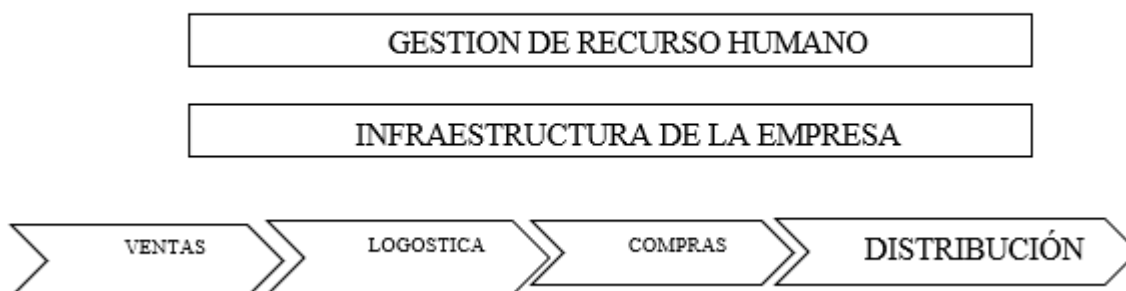 GESTION DE RECURSO HUMANO
INFRAESTRUCTURA DE LA EMPRESA
VENTAS
LOGOSTICA
COMPRAS
DISTRIBUCIÓN